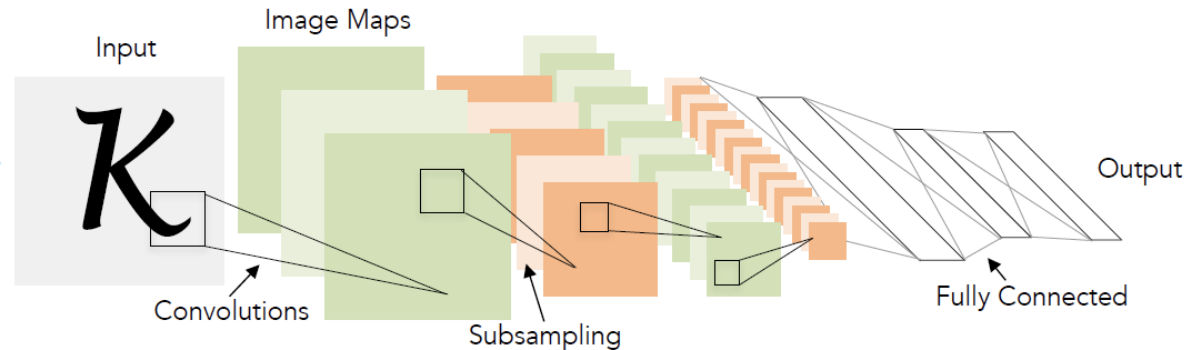 Image Maps
Input
K
Output
Convolutions
Subsampling
Fully Connected